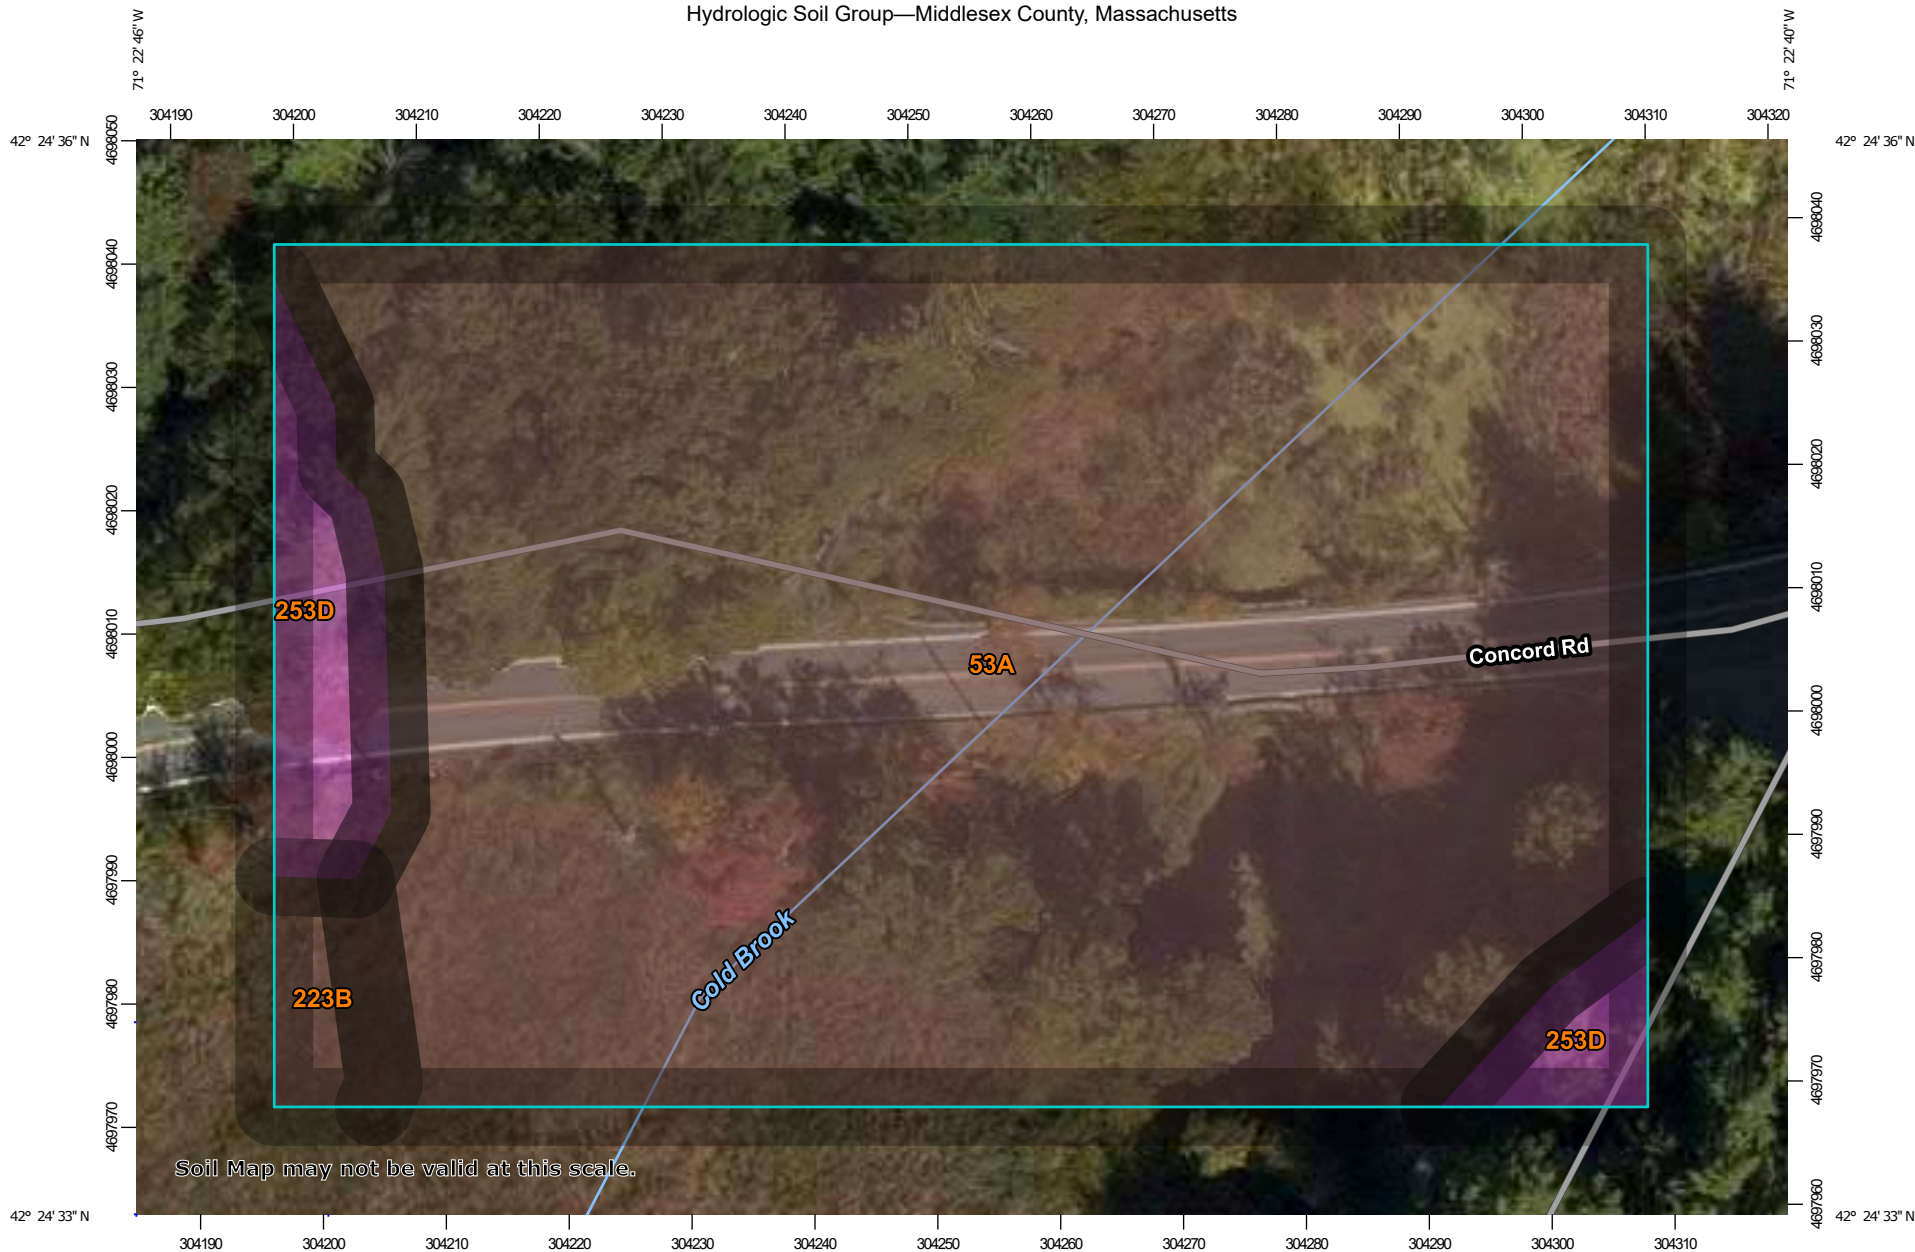 Hydrologic Soil Group—Middlesex County, Massachusetts
71° 22' 46" W
71° 22' 40" W
304190 304200 304210 304220 304230 304240 304250 304260 304270 304280 304290 304300 304310 304320
42° 24' 36" N
42° 24' 36" N
4698050
4698040
4698040
4698030
4698030
4698020
4698020
4698010
253D
4698010
Concord Rd
53A
4698000
4698000
4697990
4697990
Cold Brook
4697980
4697980
223B
253D
4697970
4697970
Soil Map may not be valid at this scale.
4697960
42° 24' 33" N
42° 24' 33" N
304190 304200 304210 304220 304230 304240 304250 304260 304270 304280 304290 304300 304310